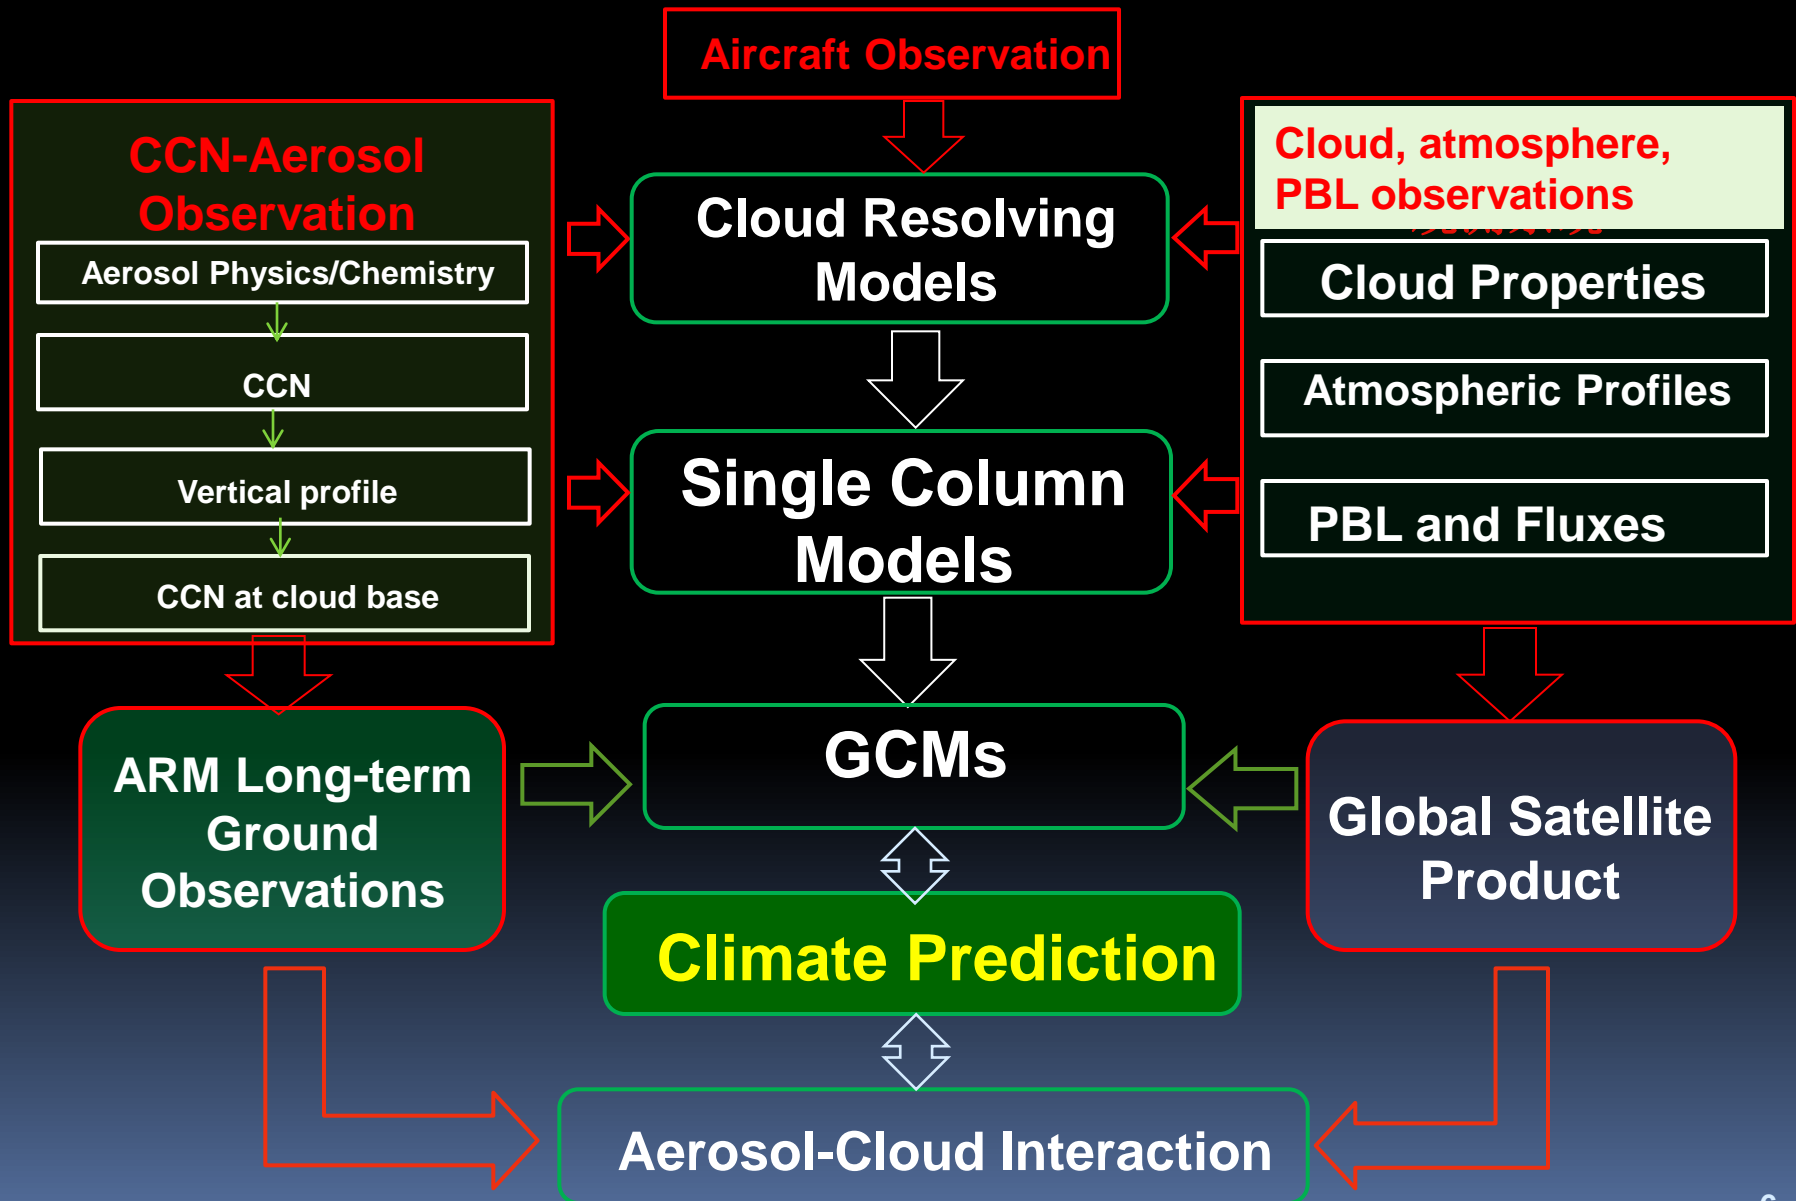 Aircraft Observation
CCN-Aerosol
Observation
Aerosol Physics/Chemistry
CCN
Vertical profile
CCN at cloud base
Cloud Resolving
Models
Single Column
Models
GCMs
Cloud, atmosphere,
PBL observations
Cloud Properties
Atmospheric Profiles
PBL and Fluxes
ARM Long-term
Ground
Observations
Global Satellite
Product
Climate Prediction
Aerosol-Cloud Interaction